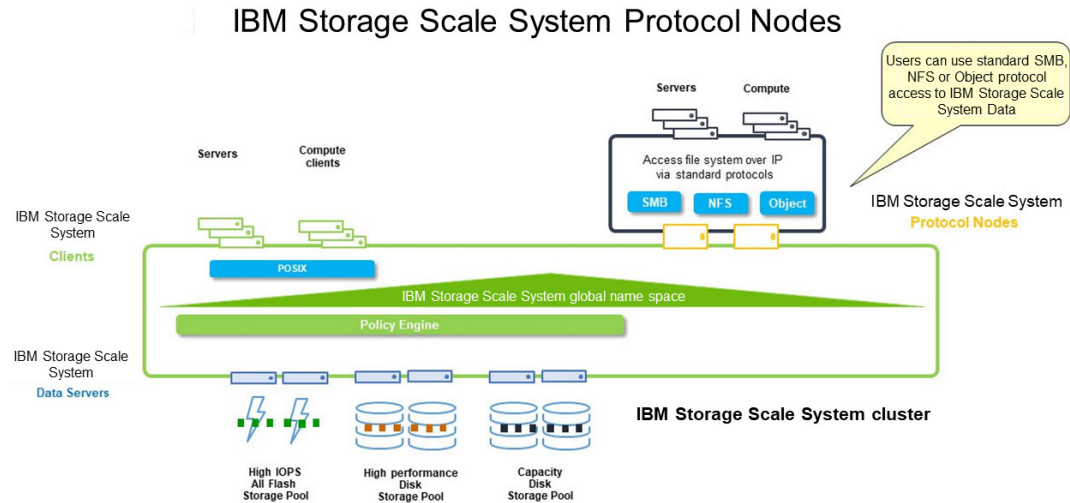 IBM Storage Scale System Protocol Nodes
Users can use standard SMB,
NFS or Object protocol
access to IBM Storage Scale
System Data
Servers
Compute
Servers
Compute
clients
Access file system over IP
via standard protocols
SMB
NFS
Object
IBM Storage Scale System
Protocol Nodes
IBM Storage Scale
System
Clients
POSIX
IBM Storage Scale System global name space
Policy Engine
IBM Storage Scale
System
Data Servers
IBM Storage Scale System cluster
High IOPS
All Flash
Storage Pool
High performance
Disk
Storage Pool
Capacity
Disk
Storage Pool